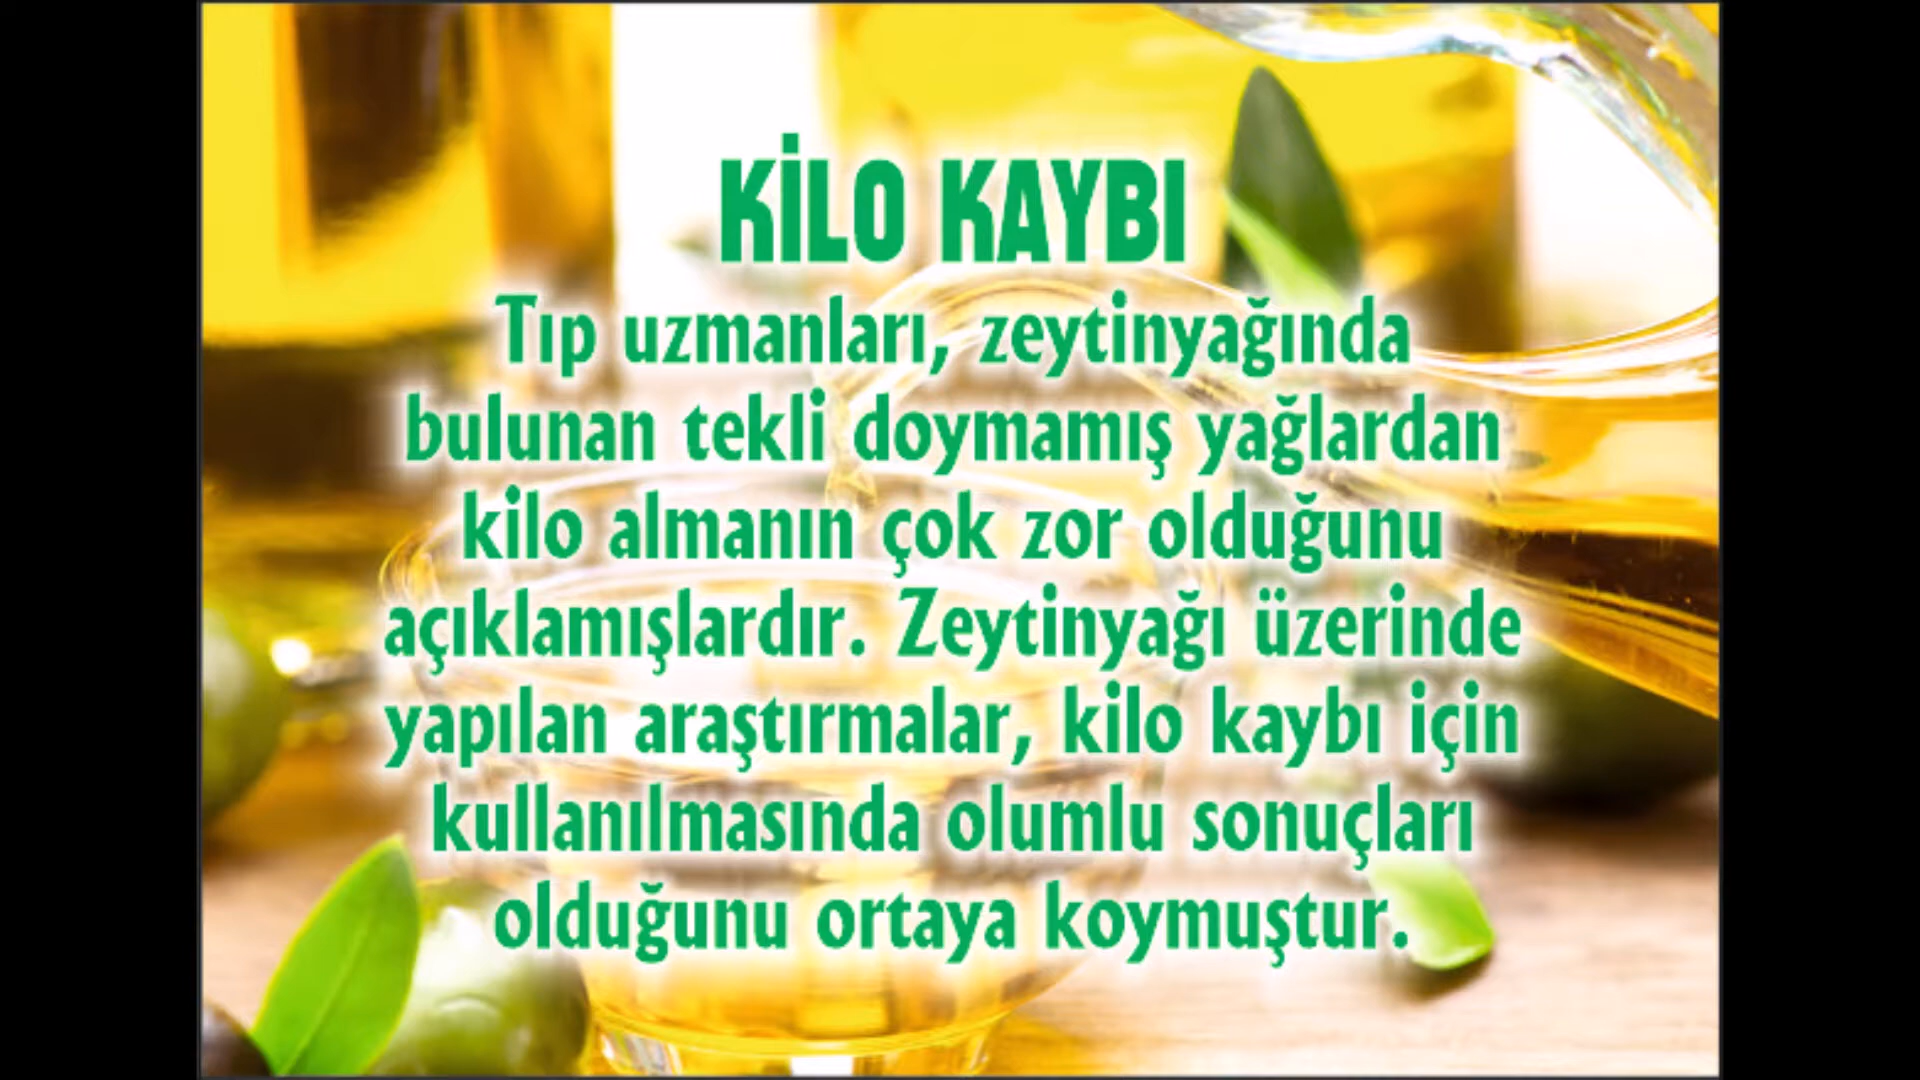 KİLO KAYBI
Tıp uzmanları, zeytinyağında
bulunan tekli doymamış yağlardan
kilo almanın çok zor olduğunu
açıklamışlardır. Zeytinyağı üzerinde
yapılan araştırmalar, kilo kaybı için
kullanılmasında olumlu sonuçları
olduğunu ortaya koymuştur.